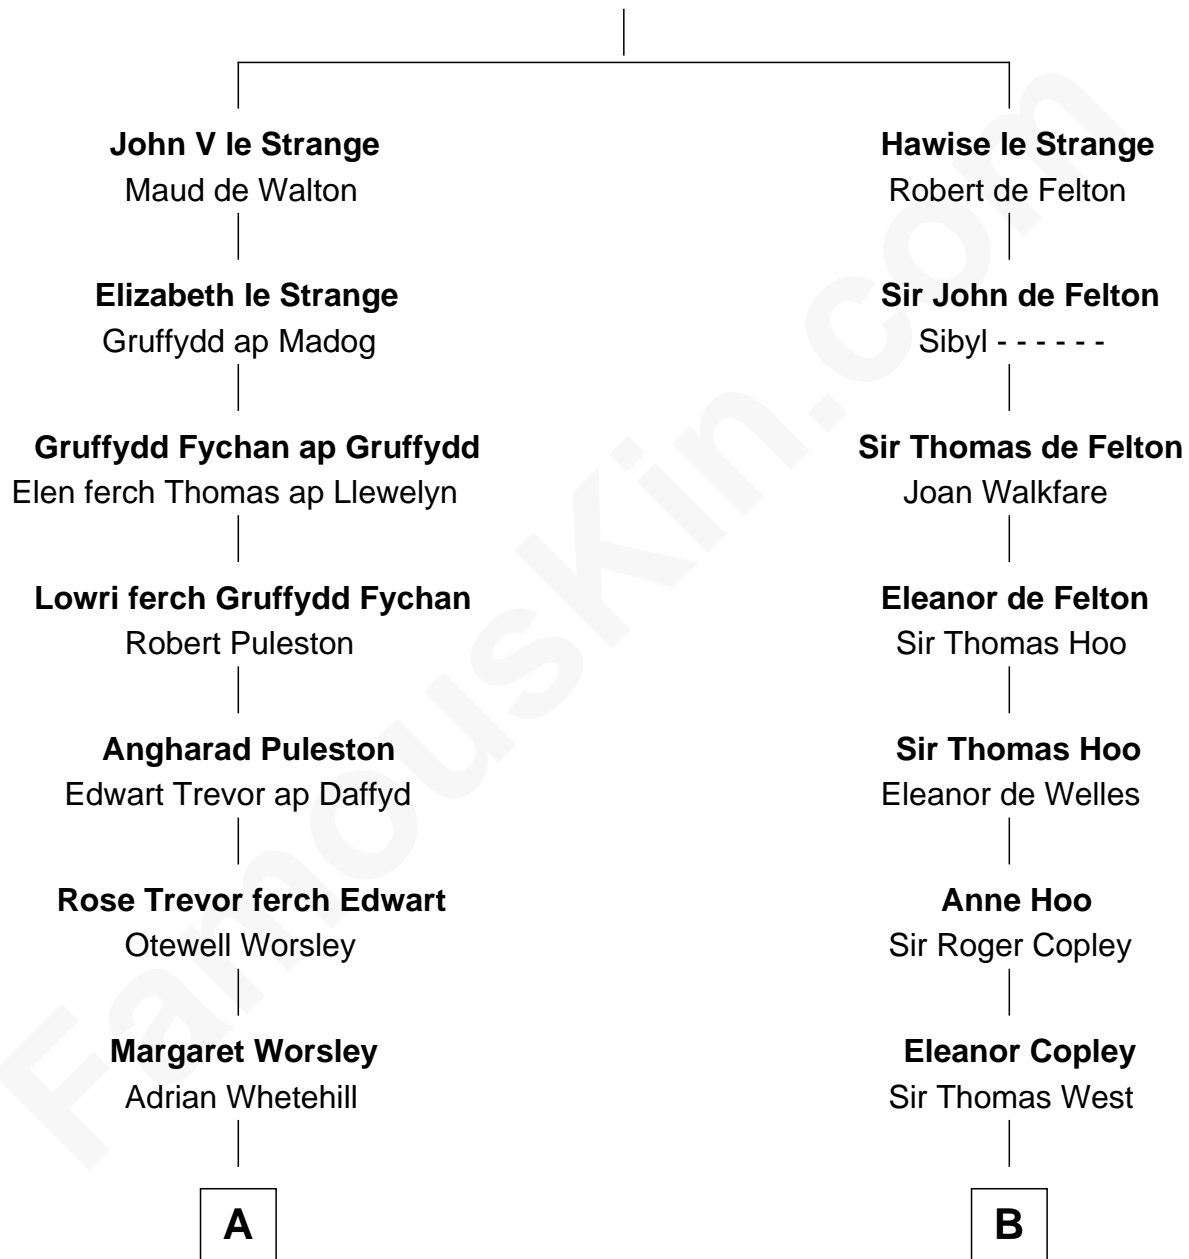 John V le Strange
Maud de Walton
Elizabeth le Strange
Gruffydd ap Madog
Gruffydd Fychan ap Gruffydd
Elen ferch Thomas ap Llewelyn
Lowri ferch Gruffydd Fychan
Robert Puleston
Angharad Puleston
Edwart Trevor ap Daffyd
Rose Trevor ferch Edwart
Otewell Worsley
Margaret Worsley
Adrian Whetehill
A
Hawise le Strange
Robert de Felton
Sir John de Felton
Sibyl - - - - - -
Sir Thomas de Felton
Joan Walkfare
Eleanor de Felton
Sir Thomas Hoo
Sir Thomas Hoo
Eleanor de Welles
Anne Hoo
Sir Roger Copley
Eleanor Copley
Sir Thomas West
B
FamousKin.com